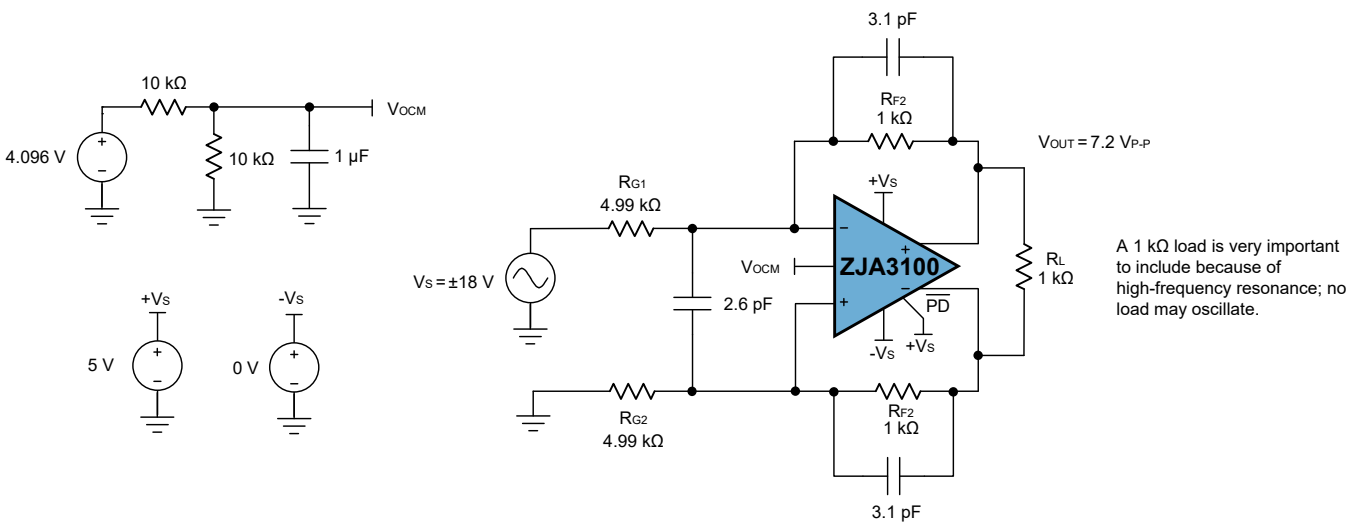 3.1 pF
10 kΩ
VOCM
RF2
1 kΩ
4.096 V
+
−
10 kΩ
1 µF
VOUT = 7.2 VP-P
+VS
RG1
4.99 kΩ
−
+
VOCM
ZJA3100
RL
1 kΩ
A 1 kΩ load is very important
to include because of
high-frequency resonance; no
load may oscillate.
VS = ±18 V
2.6 pF
+
−
PD
+VS
-VS
-VS
+VS
5 V
+
−
0 V
+
−
RG2
4.99 kΩ
RF2
1 kΩ
3.1 pF